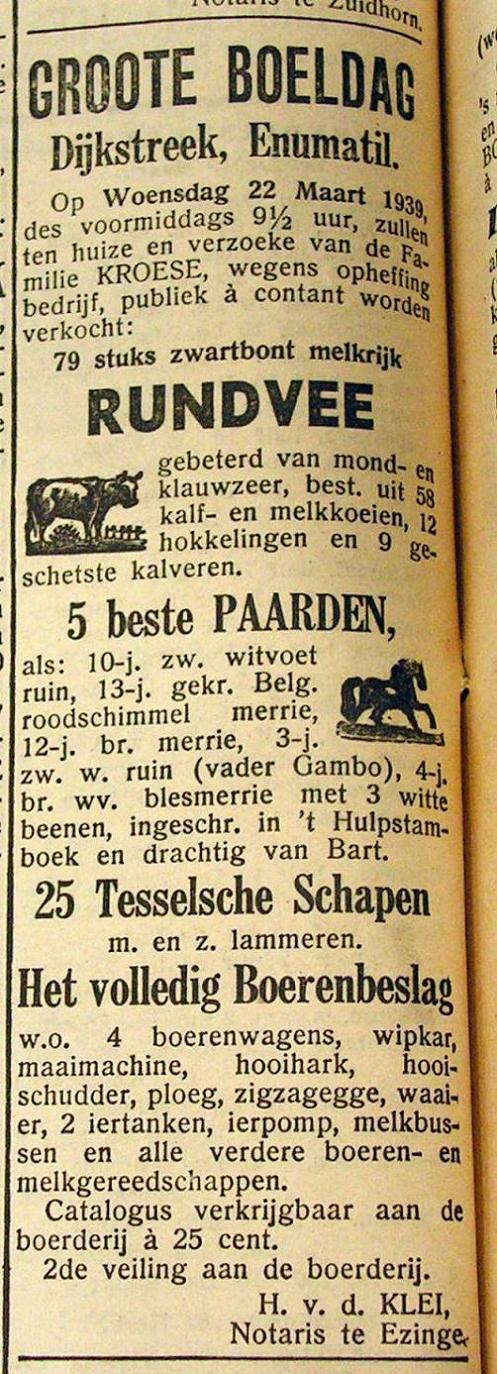 Notaris te Zuidhorn.
GROOTE BOELDAG
Dijkstreek, Enumatil.
Op Woensdag 22 Maart 1939,
des voormiddags 9½ uur, zullen
ten huize en verzoeke van de Fa-
milie KROESE, wegens opheffing
bedrijf, publiek à contant worden
verkocht:
79 stuks zwartbont melkrijk
RUNDVEE
gebeterd van mond- en
klauwzeer, best. uit 58
kalf- en melkkoeien, 12
hokkelingen en 9 ge-
schetste kalveren.
5 beste PAARDEN,
als: 10-j. zw. witvoet
ruin, 13-j. gekr. Belg.
roodschimmel merrie,
12-j. br. merrie, 3-j.
zw. w. ruin (vader Gambo), 4-j.
br. wv. blesmerrie met 3 witte
beenen, ingeschr. in 't Hulpstam-
boek en drachtig van Bart.
25 Tesselsche Schapen
m. en z. lammeren.
Het volledig Boerenbeslag
w.o. 4 boerenwagens, wipkar,
maaimachine, hooihark, hooi-
schudder, ploeg, zigzagegge, waai-
er, 2 iertanken, ierpomp, melkbus-
sen en alle verdere boeren- en
melkgereedschappen.
Catalogus verkrijgbaar aan de
boerderij à 25 cent.
2de veiling aan de boerderij.
H. v. d. KLEI,
Notaris te Ezinge